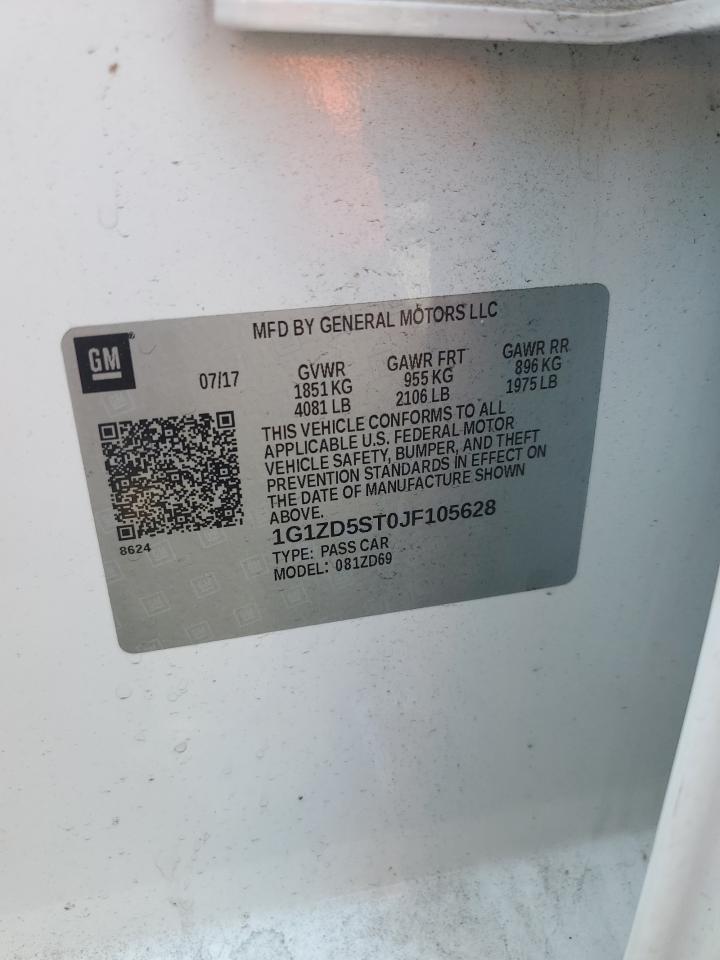 MFD BY GENERAL MOTORS LLC
GM
®
07/17
GVWR
1851 KG
4081 LB
GAWR FRT
955 KG
2106 LB
GAWR RR
896 KG
1975 LB
THIS VEHICLE CONFORMS TO ALL
APPLICABLE U.S. FEDERAL MOTOR
VEHICLE SAFETY, BUMPER, AND THEFT
PREVENTION STANDARDS IN EFFECT ON
THE DATE OF MANUFACTURE SHOWN
ABOVE.
8624
1G1ZD5ST0JF105628
TYPE: PASS CAR
MODEL: 081ZD69